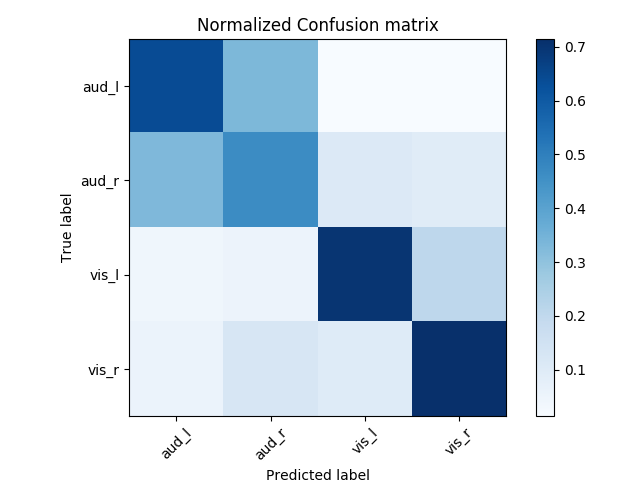 Normalized Confusion matrix
True label
aud_l
aud_r
vis_l
vis_r
aud_l
aud_r
vis_l
vis_r
Predicted label
0.7
0.6
0.5
0.4
0.3
0.2
0.1